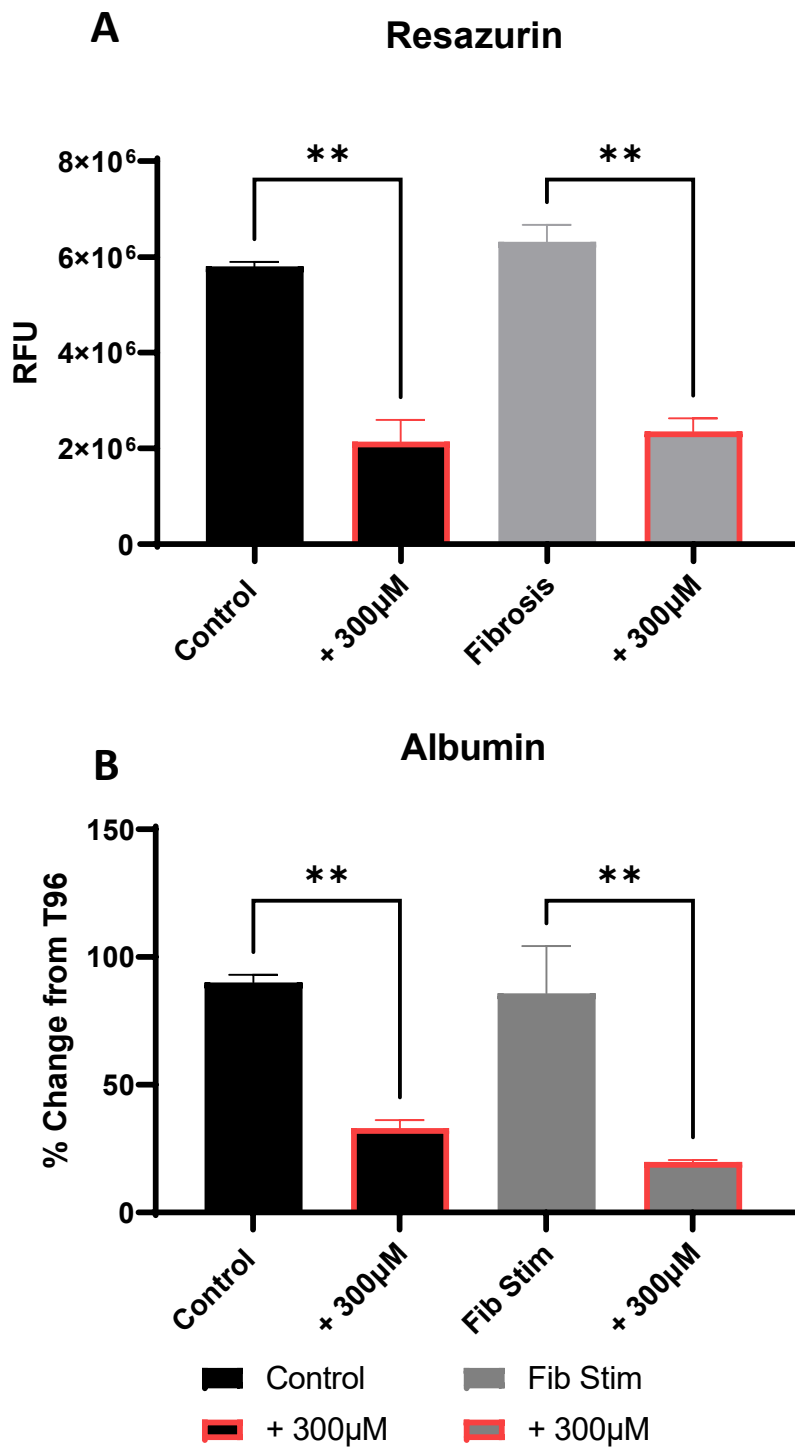 A
Resazurin
**
**
8×10⁶
6×10⁶
4×10⁶
2×10⁶
0
RFU
Control
+ 300µM
Fibrosis
+ 300µM
B
Albumin
**
**
150
100
50
0
% Change from T96
Control
+ 300µM
Fib Stim
+ 300µM
Control
Fib Stim
+ 300µM
+ 300µM